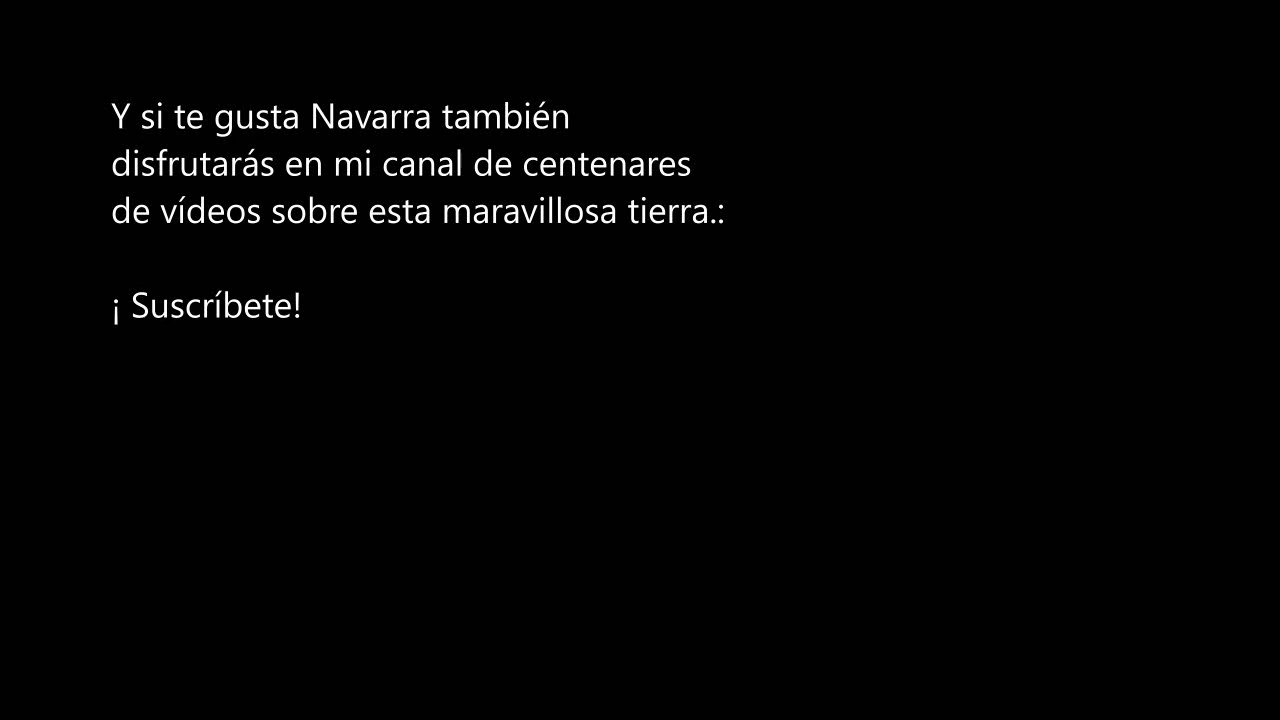 Y si te gusta Navarra también
disfrutarás en mi canal de centenares
de vídeos sobre esta maravillosa tierra.:
¡ Suscríbete!